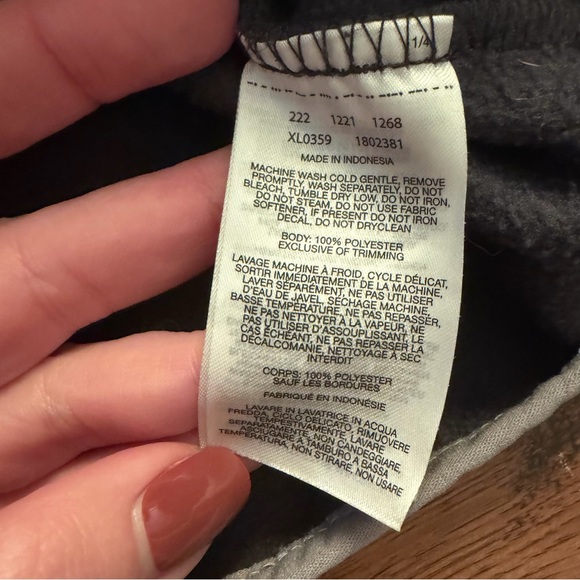 1/4
222 1221 1268
XL0359 1802381
MADE IN INDONESIA
MACHINE WASH COLD GENTLE, REMOVE
PROMPTLY, WASH SEPARATELY, DO NOT
BLEACH, TUMBLE DRY LOW, DO NOT IRON,
DO NOT STEAM, DO NOT USE FABRIC
SOFTENER, IF PRESENT DO NOT IRON
DECAL, DO NOT DRYCLEAN
BODY: 100% POLYESTER
EXCLUSIVE OF TRIMMING
LAVAGE MACHINE À FROID, CYCLE DÉLICAT,
SORTIR IMMÉDIATEMENT DE LA MACHINE,
LAVER SÉPARÉMENT, NE PAS UTILISER
D'EAU DE JAVEL, SÉCHAGE MACHINE,
BASSE TEMPÉRATURE, NE PAS REPASSER,
NE PAS NETTOYER À LA VAPEUR, NE
PAS UTILISER D'ASSOUPLISSANT, LE
CAS ÉCHEANT, NE PAS REPASSER LA
DÉCALCOMANIE, NETTOYAGE À SEC
INTERDIT
CORPS: 100% POLYESTER
SAUF LES BORDURES
FABRIQUÉ EN INDONÉSIE
LAVARE IN LAVATRICE IN ACQUA
FREDDA, CICLO DELICATO, RIMUOVERE
TEMPESTIVAMENTE, LAVARE
SEPARATAMENTE, NON CANDEGGIARE,
ASCIUGARE A TAMBURO A BASSA
TEMPERATURA, NON STIRARE, NON USARE